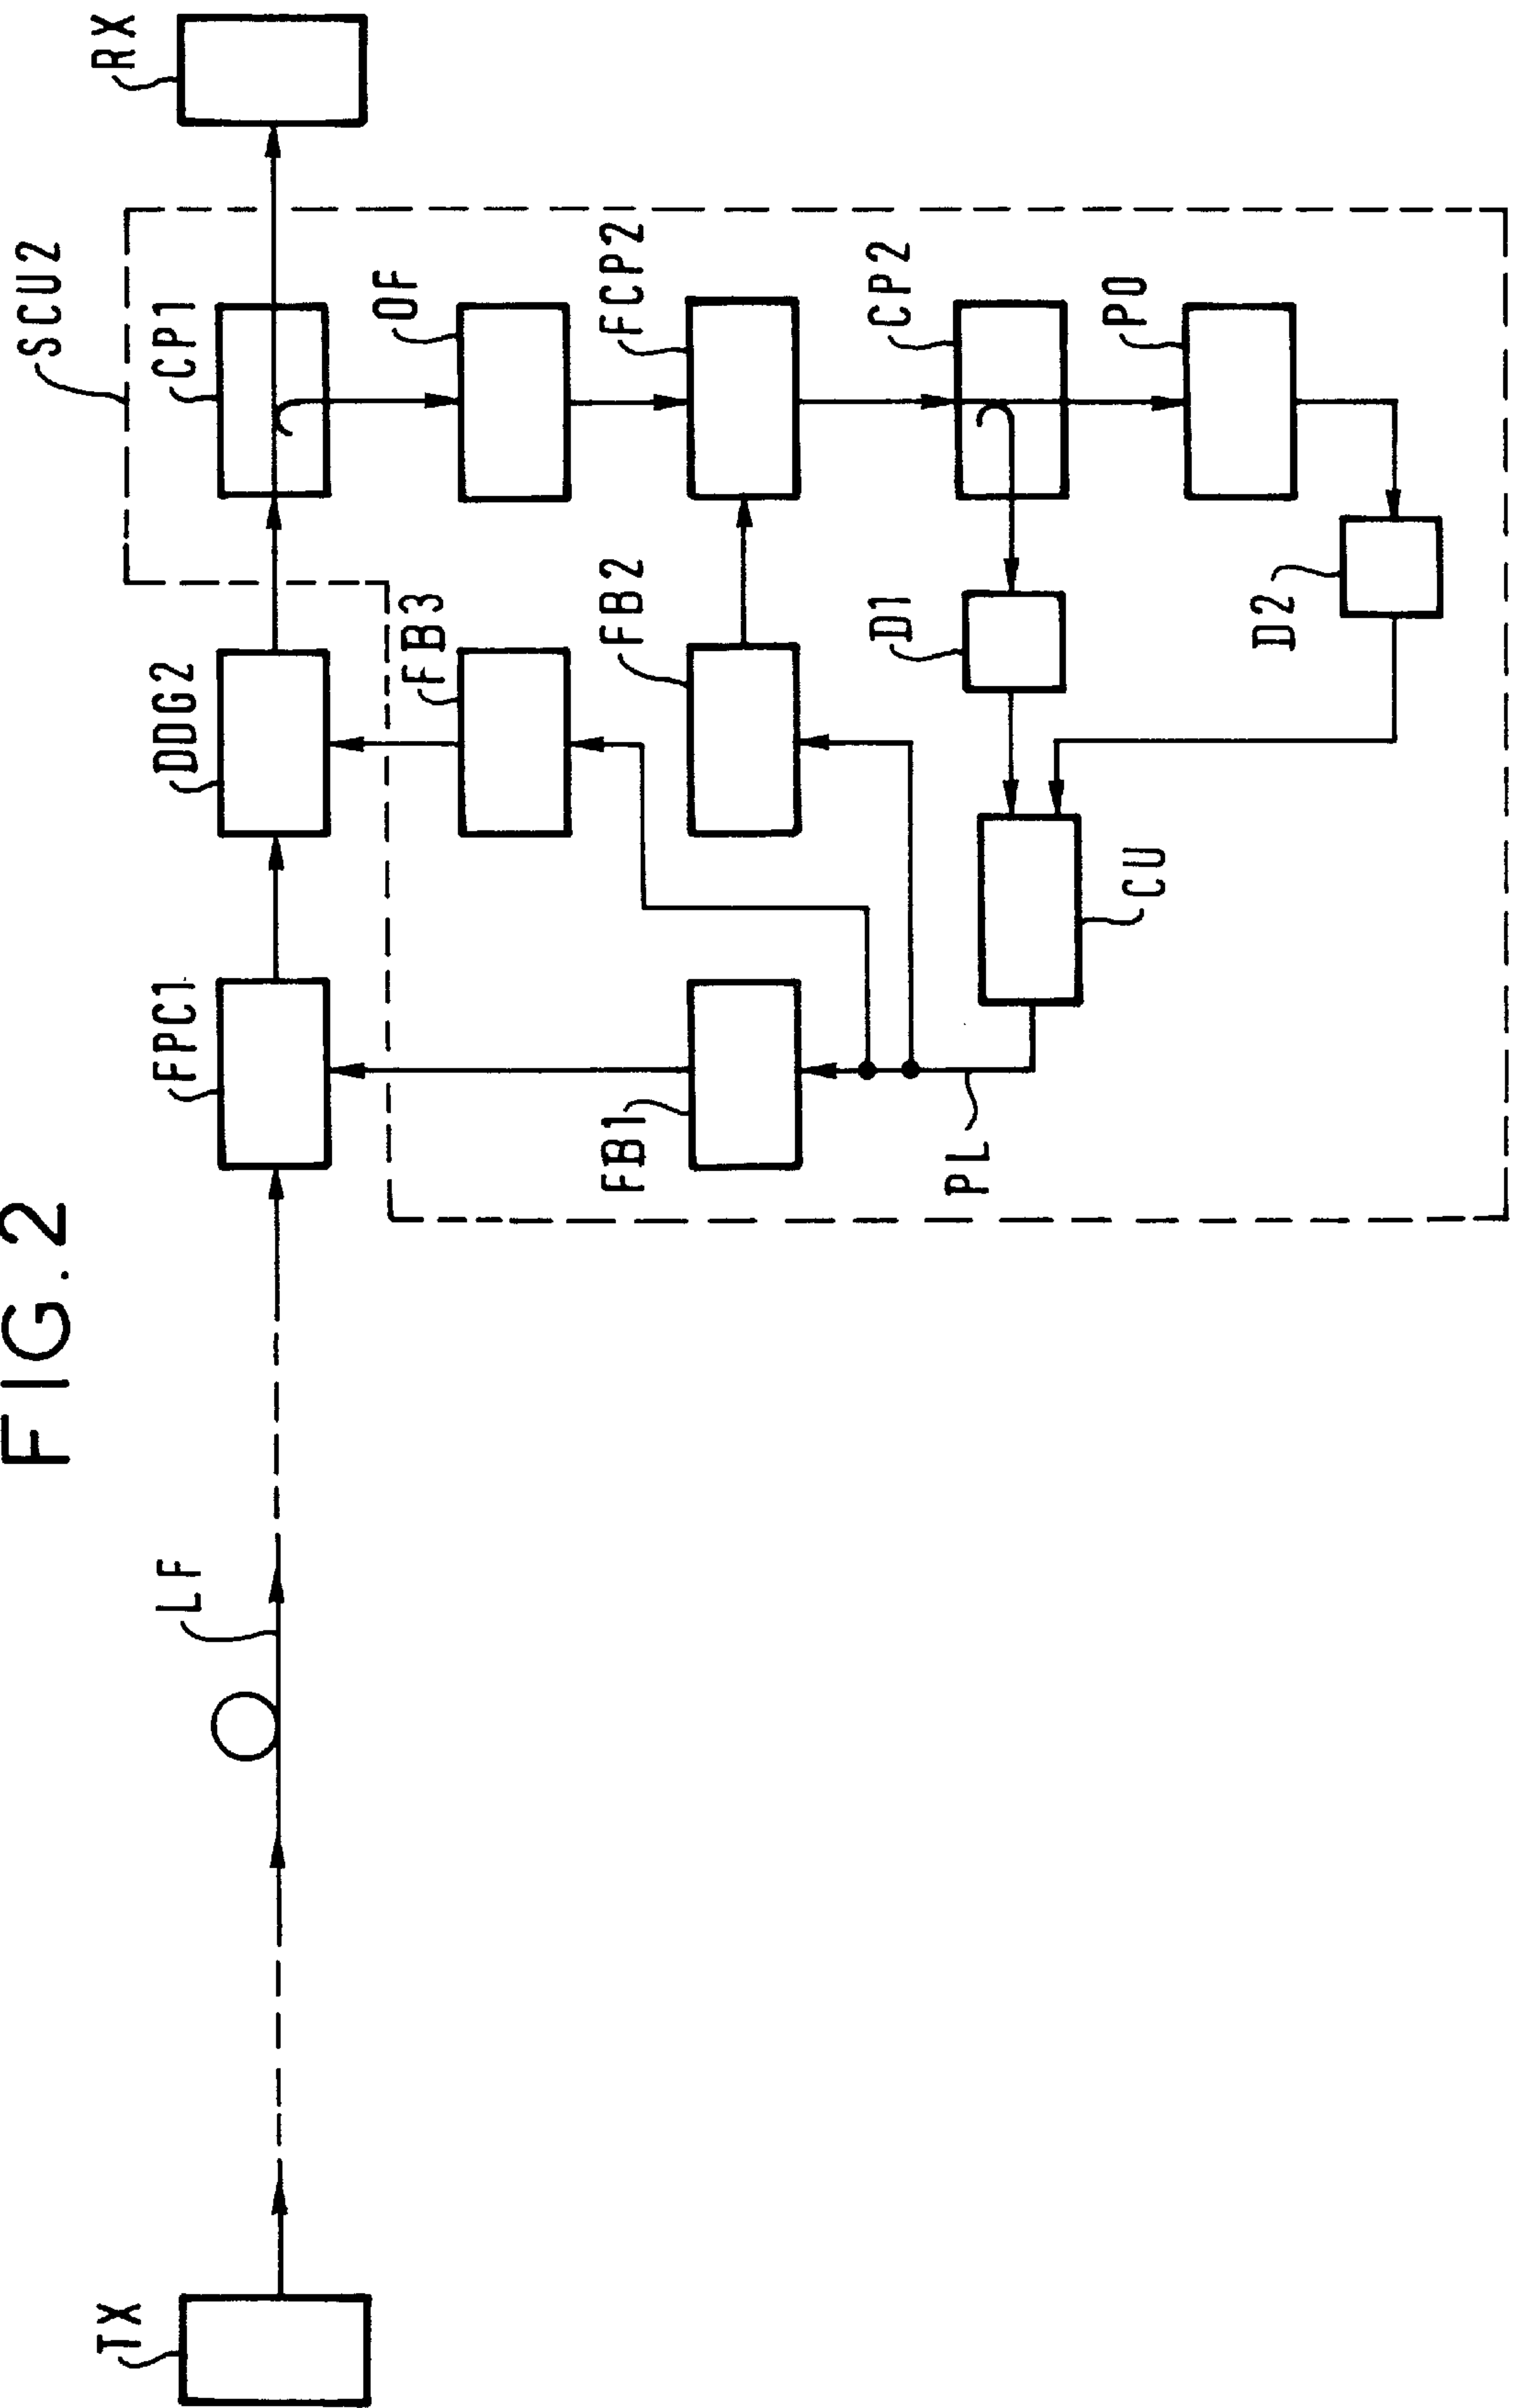 FIG.2
SCU2
TX
LF
FPC1
DDG2
CP1
RX
FB3
OF
FB1
FB2
FCP2
PL
D1
CP2
CU
D2
PO